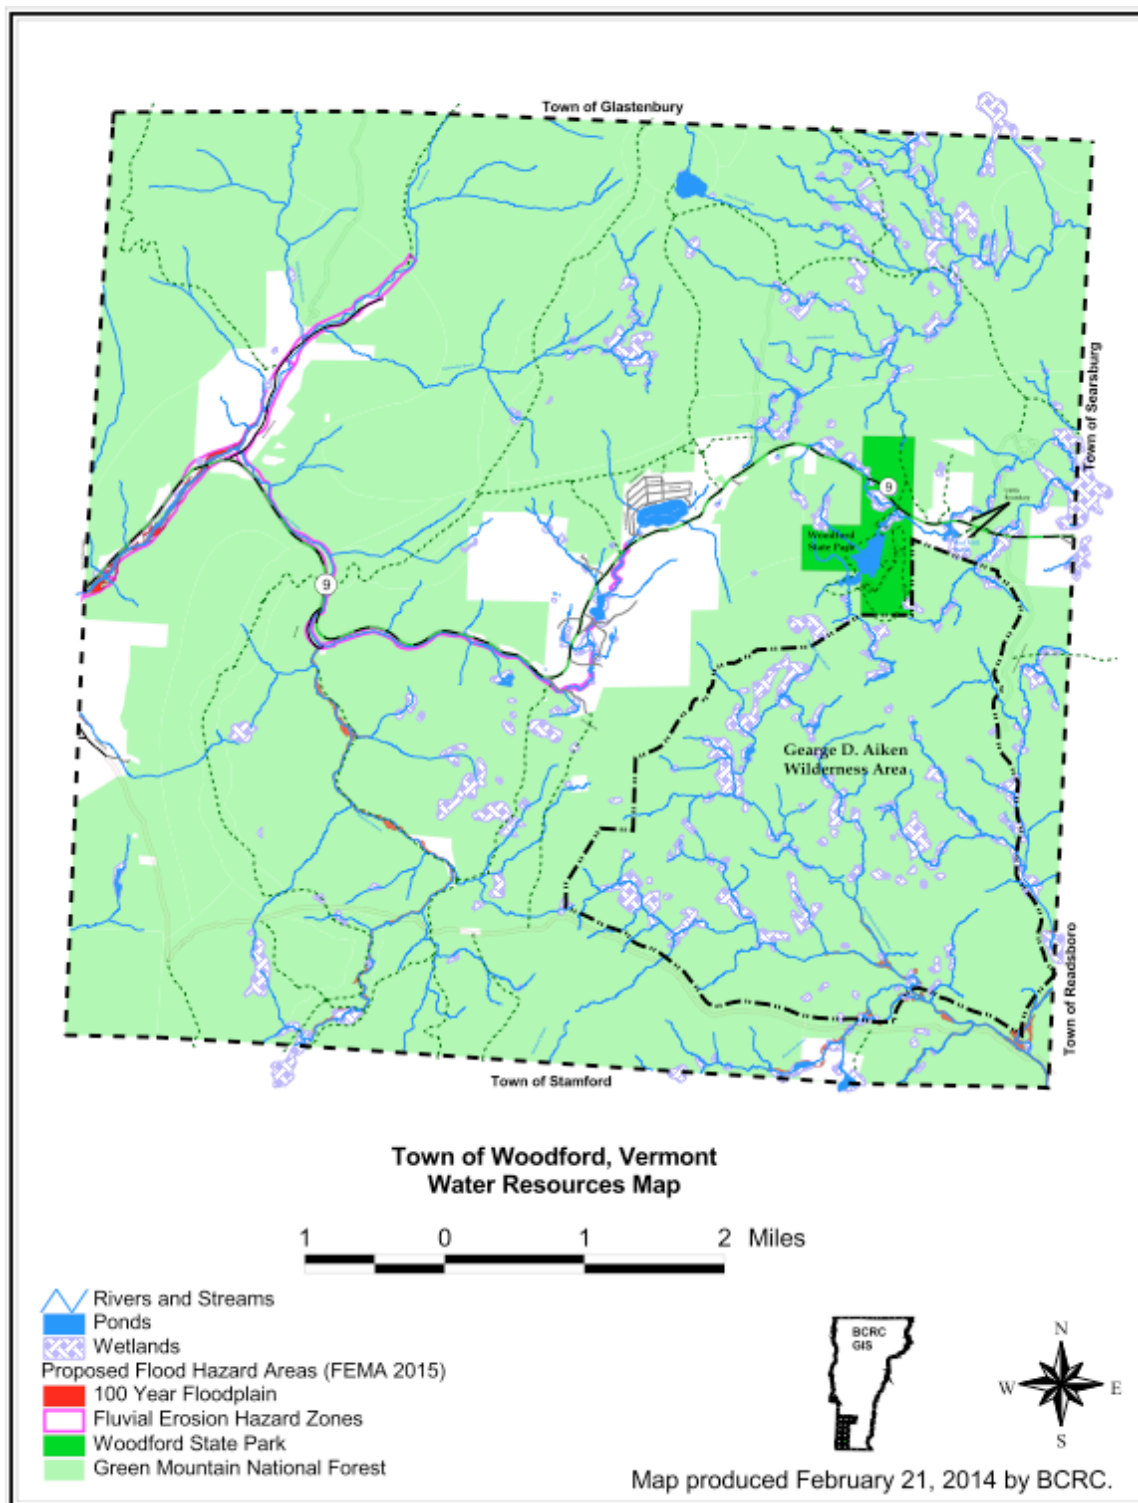 Town of Glastenbury
Town of Searsburg
9
9
Woodford
State Park
Gearge D. Aiken
Wilderness Area
Town of Readsboro
Town of Stamford
Town of Woodford, Vermont
Water Resources Map
1 0 1 2 Miles
Rivers and Streams
Ponds
Wetlands
Proposed Flood Hazard Areas (FEMA 2015)
100 Year Floodplain
Fluvial Erosion Hazard Zones
Woodford State Park
Green Mountain National Forest
BCRC
GIS
N
W E
S
Map produced February 21, 2014 by BCRC.